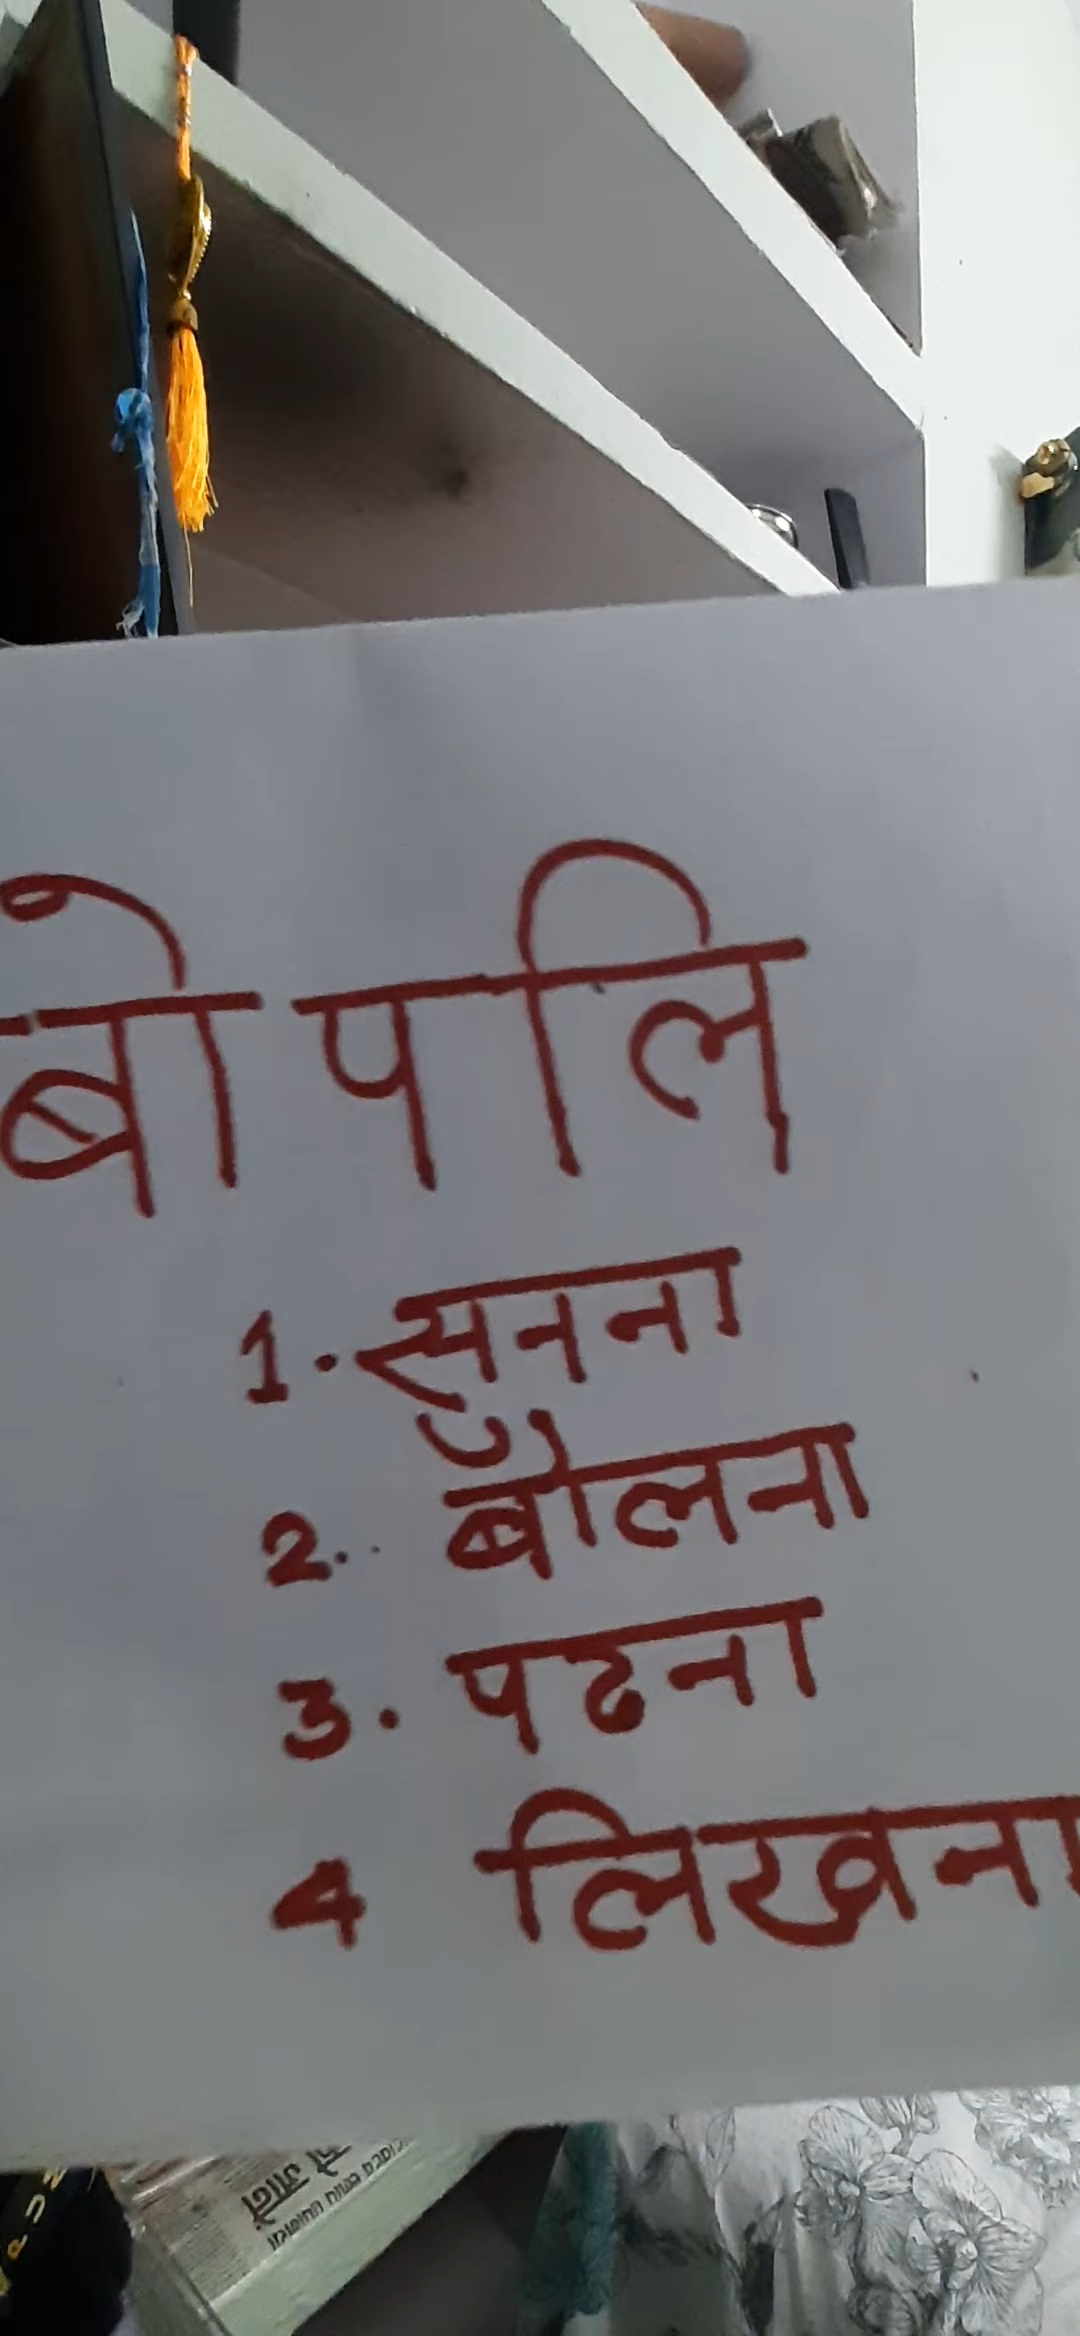 बो पलि
1. सुनना
2. बोलना
3. पढना
4 लिखना